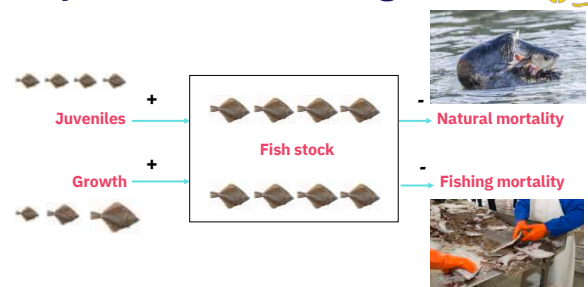 +
-
Juveniles
Natural mortality
Fish stock
+
-
Growth
Fishing mortality